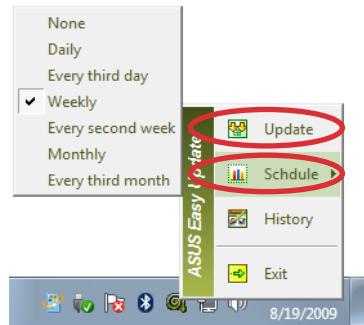 None
Daily
Every third day
Weekly
Every second week
Monthly
Every third month
ASUS Easy Update
Update
Schdule
History
Exit
8/19/2009